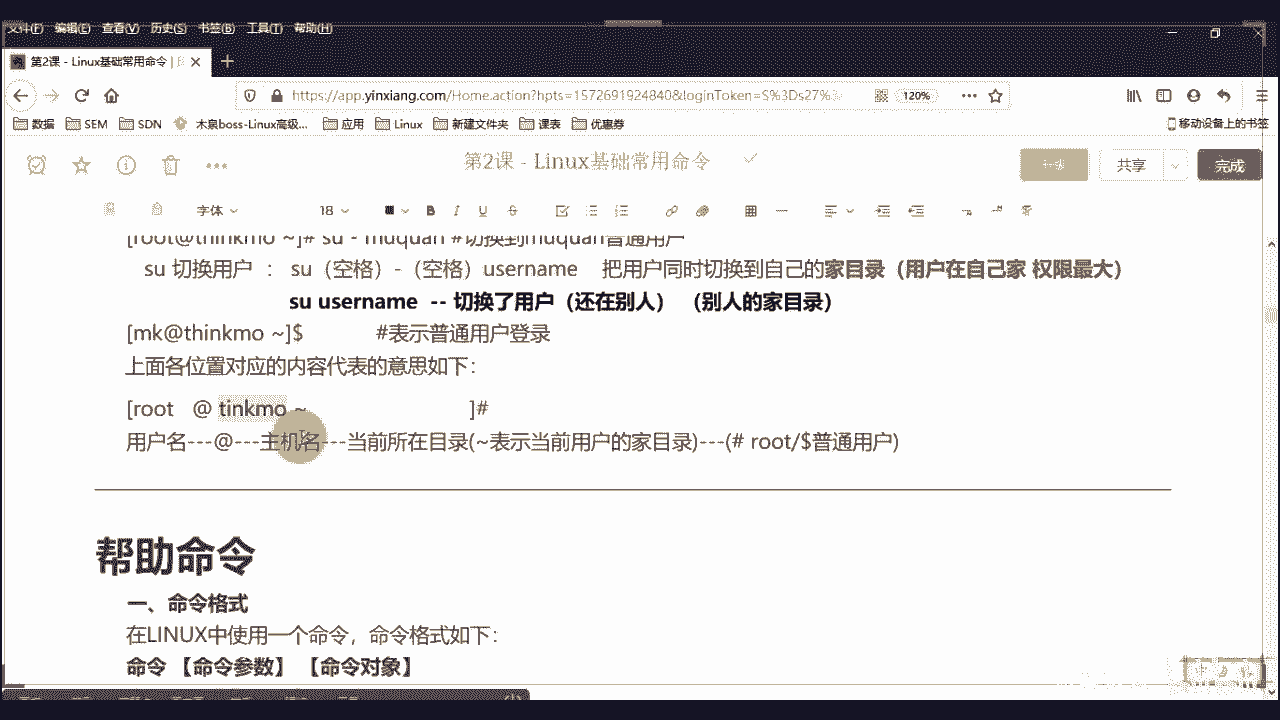 文件(F) 编辑(E) 查看(V) 历史(S) 书签(B) 工具(T) 帮助(H)
第2课 - Linux基础常用命令 |
https://app.yinxiang.com/Home.action?hpts=1572691924840&loginToken=S%3Ds27%3 120%
数据 SEM SDN 木泉boss-Linux高级... 应用 Linux 新建文件夹 课表 优惠券 移动设备上的书签
第2课 - Linux基础常用命令 共享 完成
字体 18 B I U
[root@thinkmo ~]# su - muquan #切换到muquan普通用户
su 切换用户 : su（空格）-（空格）username 把用户同时切换到自己的家目录（用户在自己家 权限最大）
su username -- 切换了用户（还在别人）（别人的家目录）
[mk@thinkmo ~]$ #表示普通用户登录
上面各位置对应的内容代表的意思如下：
[root @ tinkmo ~ ]#
用户名---@---主机名---当前所在目录(~表示当前用户的家目录)---(# root/$普通用户)
帮助命令
一、命令格式
在LINUX中使用一个命令，命令格式如下：
命令 【命令参数】 【命令对象】